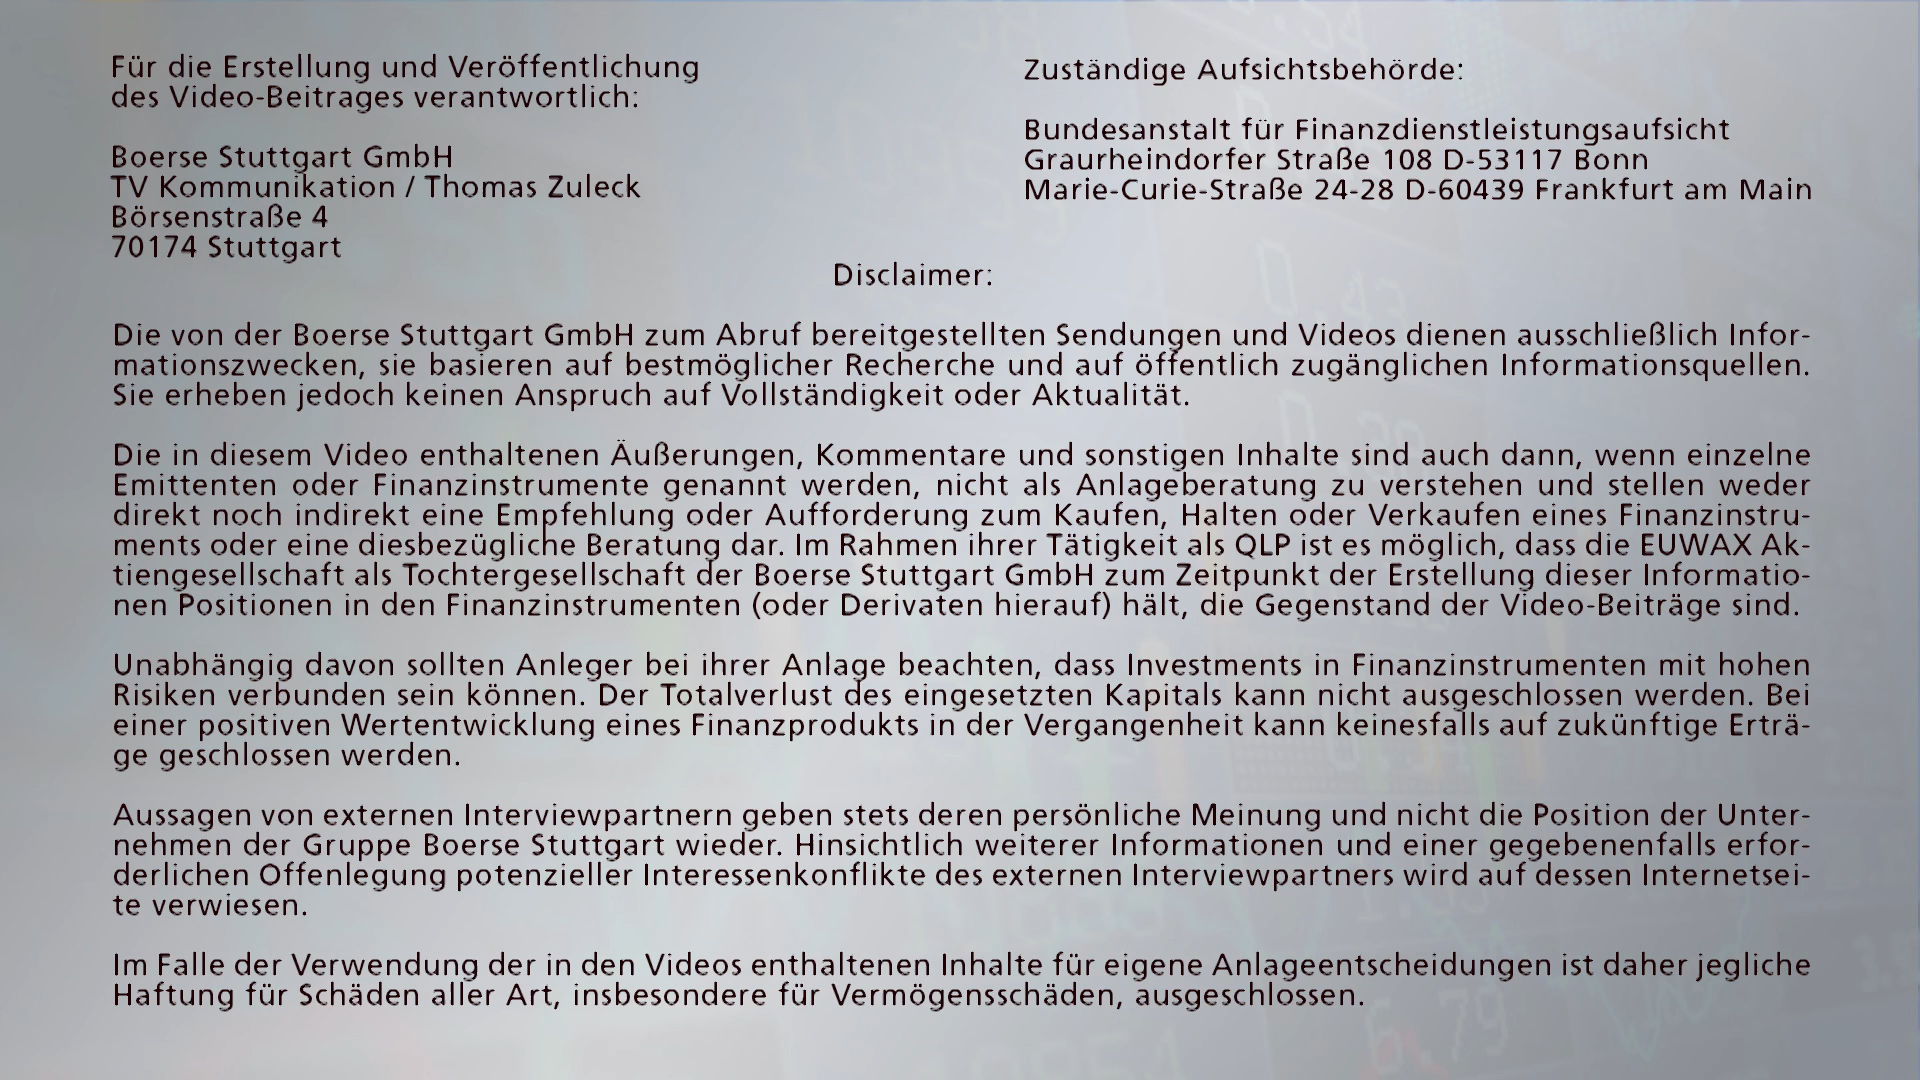 Für die Erstellung und Veröffentlichung
des Video-Beitrages verantwortlich:
Boerse Stuttgart GmbH
TV Kommunikation / Thomas Zuleck
Börsenstraße 4
70174 Stuttgart
Zuständige Aufsichtsbehörde:
Bundesanstalt für Finanzdienstleistungsaufsicht
Graurheindorfer Straße 108 D-53117 Bonn
Marie-Curie-Straße 24-28 D-60439 Frankfurt am Main
Disclaimer:
Die von der Boerse Stuttgart GmbH zum Abruf bereitgestellten Sendungen und Videos dienen ausschließlich Infor-
mationszwecken, sie basieren auf bestmöglicher Recherche und auf öffentlich zugänglichen Informationsquellen.
Sie erheben jedoch keinen Anspruch auf Vollständigkeit oder Aktualität.
Die in diesem Video enthaltenen Äußerungen, Kommentare und sonstigen Inhalte sind auch dann, wenn einzelne
Emittenten oder Finanzinstrumente genannt werden, nicht als Anlageberatung zu verstehen und stellen weder
direkt noch indirekt eine Empfehlung oder Aufforderung zum Kaufen, Halten oder Verkaufen eines Finanzinstru-
ments oder eine diesbezügliche Beratung dar. Im Rahmen ihrer Tätigkeit als QLP ist es möglich, dass die EUWAX Ak-
tiengesellschaft als Tochtergesellschaft der Boerse Stuttgart GmbH zum Zeitpunkt der Erstellung dieser Informatio-
nen Positionen in den Finanzinstrumenten (oder Derivaten hierauf) hält, die Gegenstand der Video-Beiträge sind.
Unabhängig davon sollten Anleger bei ihrer Anlage beachten, dass Investments in Finanzinstrumenten mit hohen
Risiken verbunden sein können. Der Totalverlust des eingesetzten Kapitals kann nicht ausgeschlossen werden. Bei
einer positiven Wertentwicklung eines Finanzprodukts in der Vergangenheit kann keinesfalls auf zukünftige Erträ-
ge geschlossen werden.
Aussagen von externen Interviewpartnern geben stets deren persönliche Meinung und nicht die Position der Unter-
nehmen der Gruppe Boerse Stuttgart wieder. Hinsichtlich weiterer Informationen und einer gegebenenfalls erfor-
derlichen Offenlegung potenzieller Interessenkonflikte des externen Interviewpartners wird auf dessen Internetsei-
te verwiesen.
Im Falle der Verwendung der in den Videos enthaltenen Inhalte für eigene Anlageentscheidungen ist daher jegliche
Haftung für Schäden aller Art, insbesondere für Vermögensschäden, ausgeschlossen.